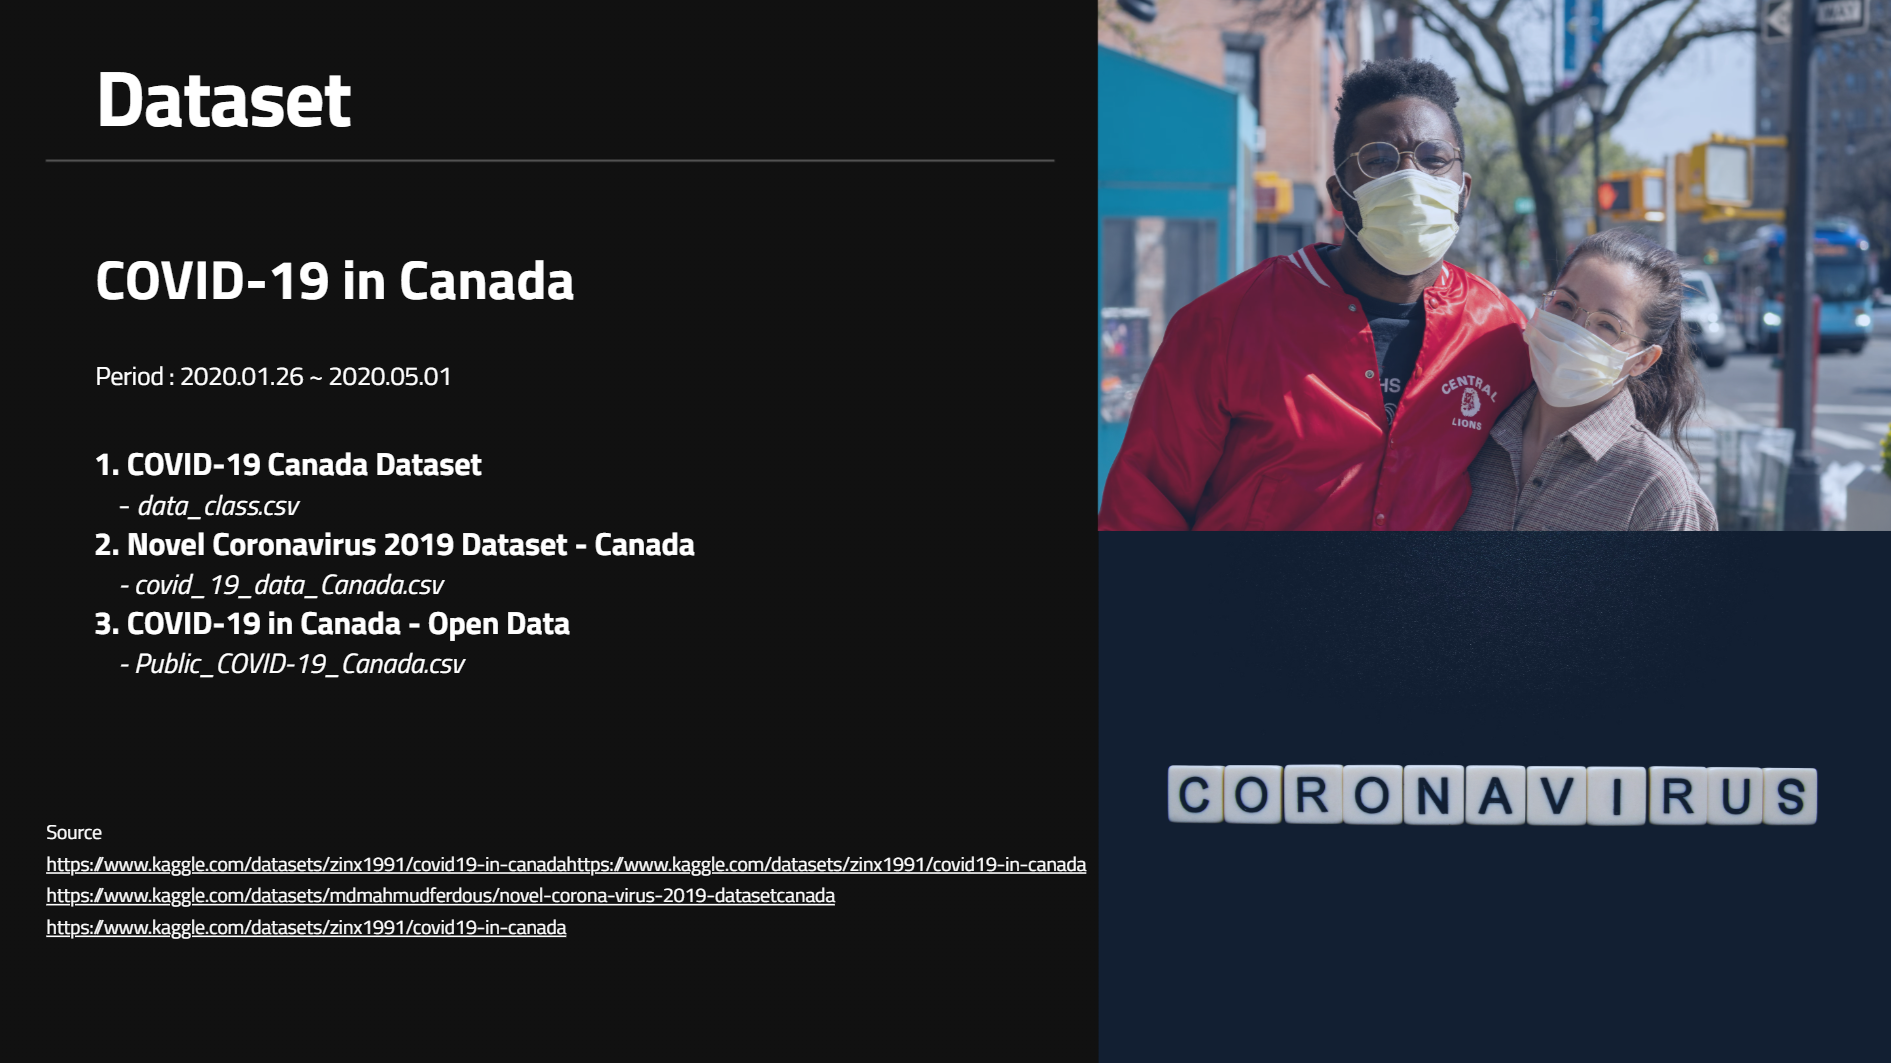 Dataset
COVID-19 in Canada
Period : 2020.01.26 ~ 2020.05.01
1. COVID-19 Canada Dataset
- data_class.csv
2. Novel Coronavirus 2019 Dataset - Canada
- covid_19_data_Canada.csv
3. COVID-19 in Canada - Open Data
- Public_COVID-19_Canada.csv
Source
https://www.kaggle.com/datasets/zinx1991/covid19-in-canadahttps://www.kaggle.com/datasets/zinx1991/covid19-in-canada
https://www.kaggle.com/datasets/mdmahmudferdous/novel-corona-virus-2019-datasetcanada
https://www.kaggle.com/datasets/zinx1991/covid19-in-canada
WAY
HS
CENTRAL
LIONS
CORONAVIRUS